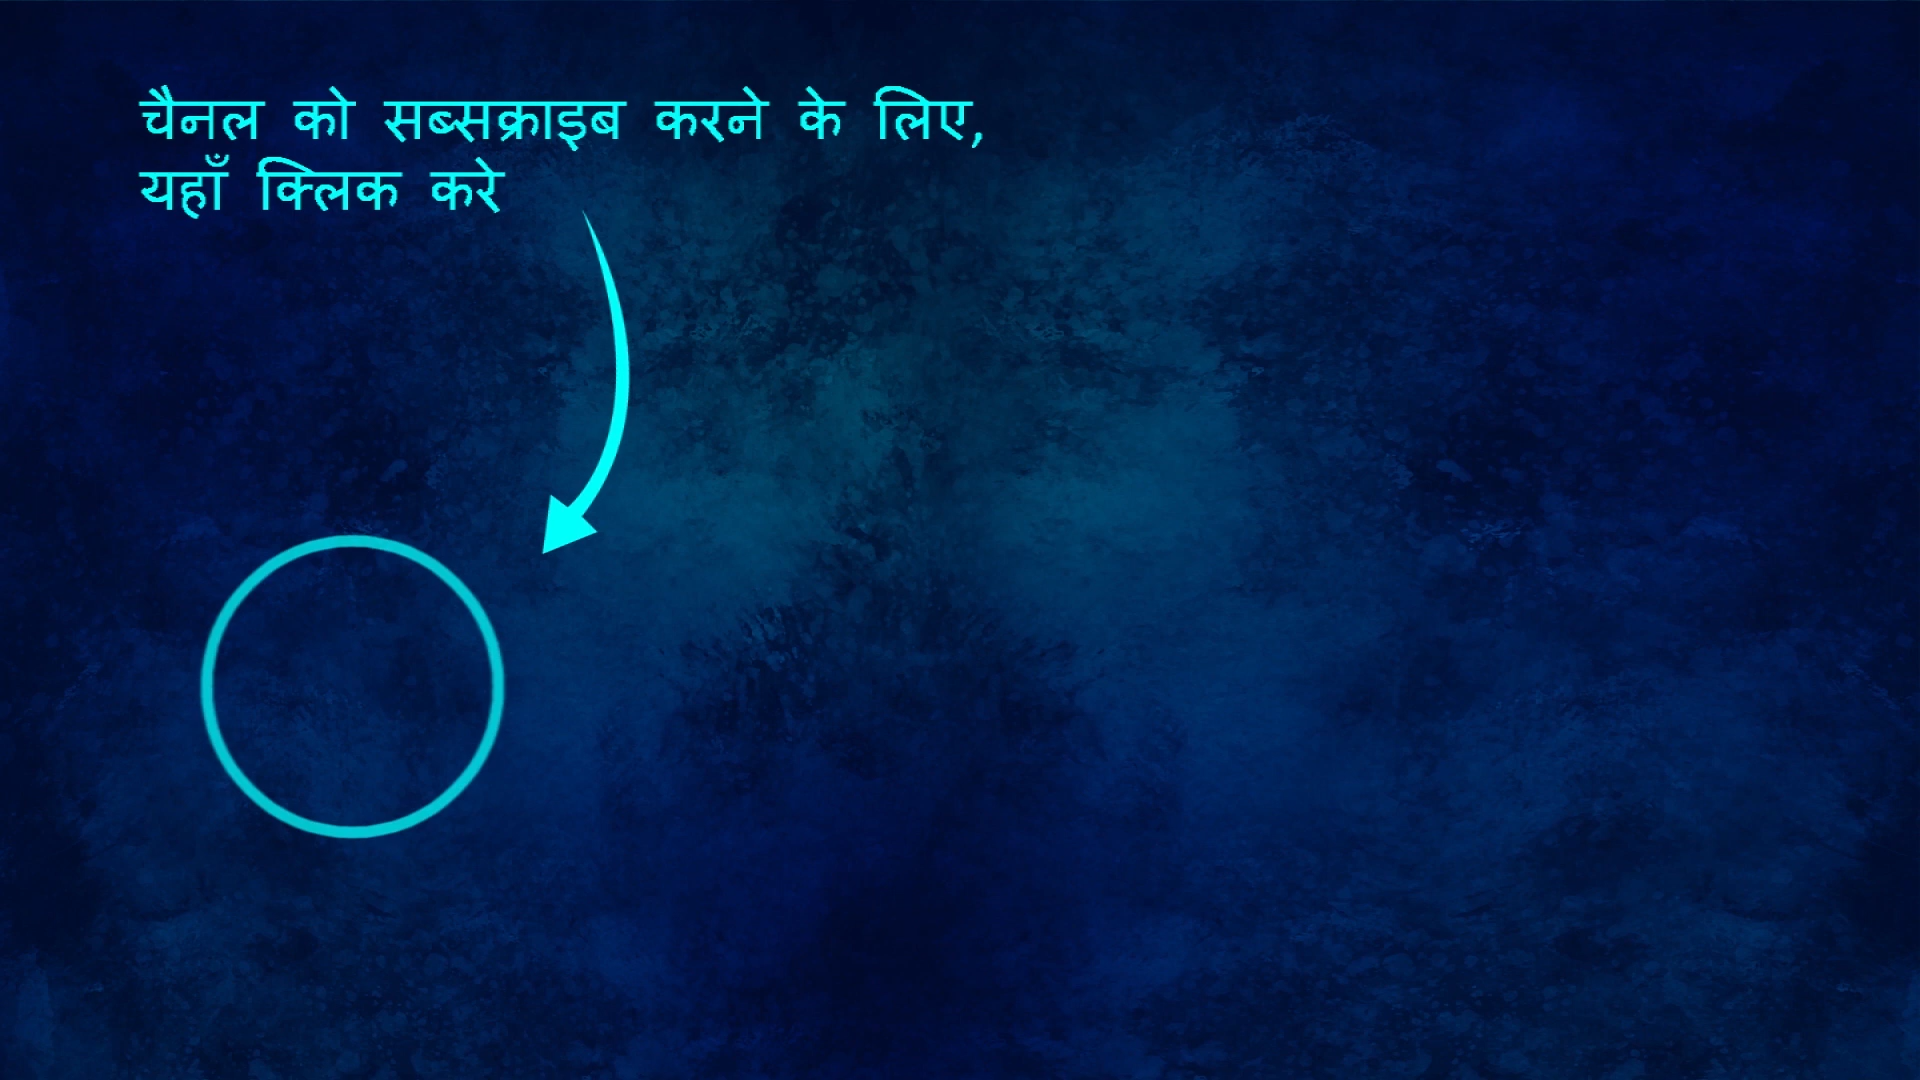 चैनल को सब्सक्राइब करने के लिए,
यहाँ क्लिक करे